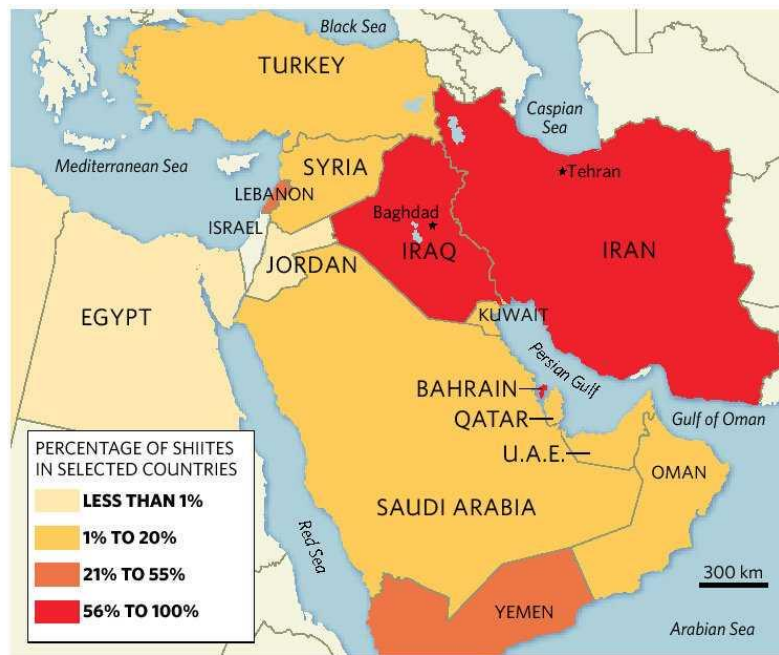 Black Sea
TURKEY
Caspian
Sea
Tehran
Mediterranean Sea
SYRIA
LEBANON
Baghdad
ISRAEL
IRAQ
IRAN
JORDAN
EGYPT
KUWAIT
Persian Gulf
BAHRAIN
QATAR
Gulf of Oman
U.A.E.
OMAN
SAUDI ARABIA
Red Sea
300 km
YEMEN
Arabian Sea
PERCENTAGE OF SHIITES
IN SELECTED COUNTRIES
LESS THAN 1%
1% TO 20%
21% TO 55%
56% TO 100%